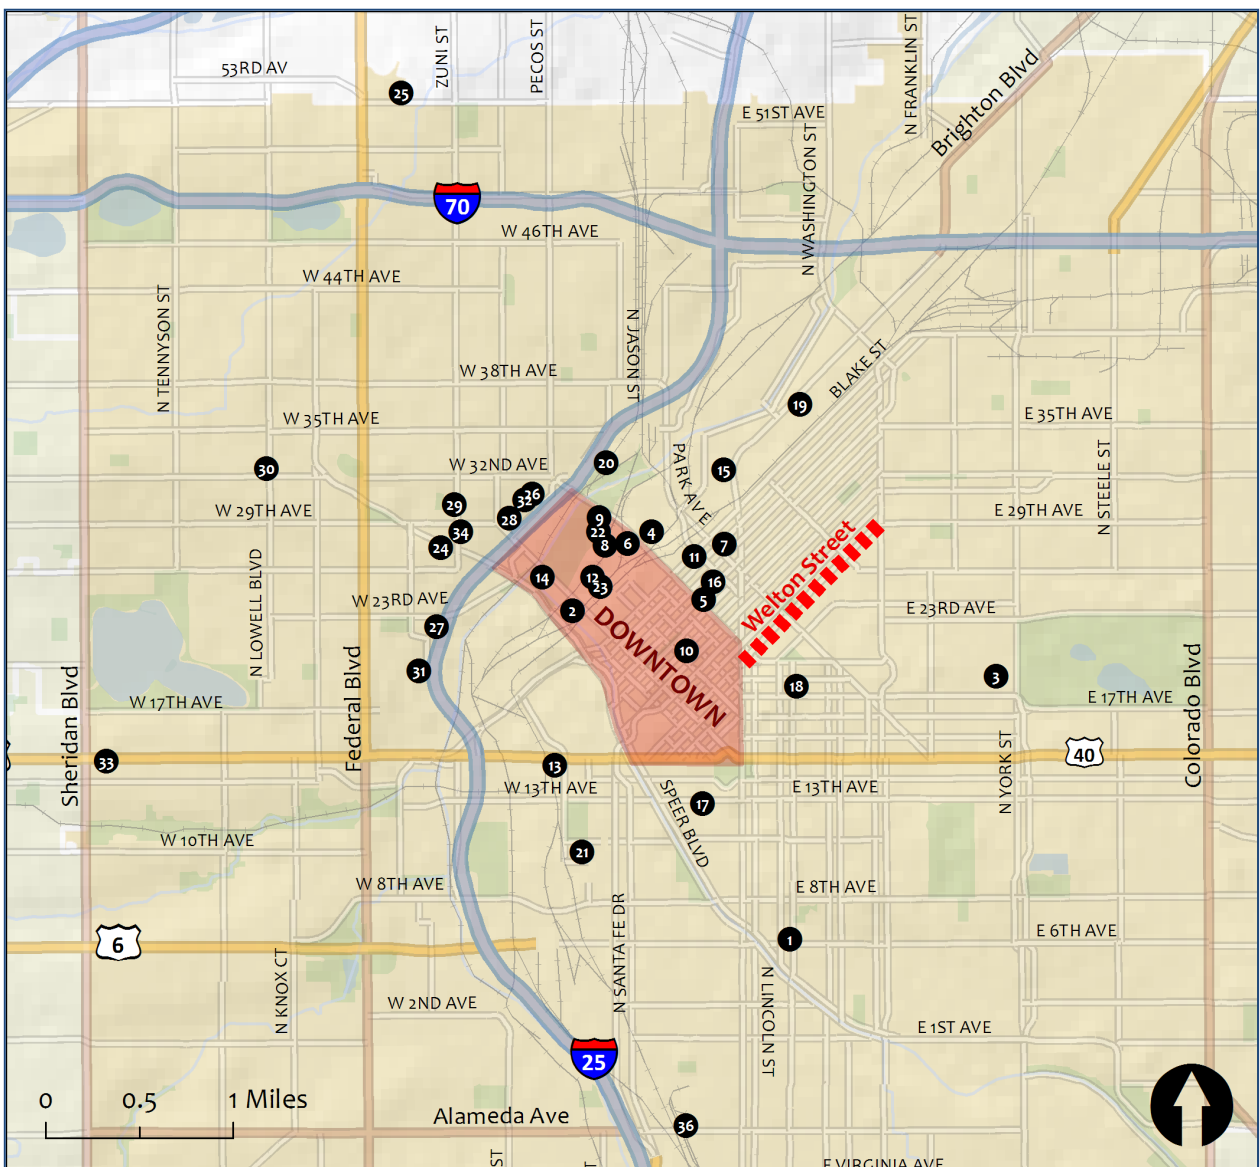 53RD AV
ZUNI ST
PECOS ST
N FRANKLIN ST
Brighton Blvd
25
E 51ST AVE
N WASHINGTON ST
70
W 46TH AVE
W 44TH AVE
N TENNYSON ST
N JASON ST
W 38TH AVE
BLAKE ST
19
W 35TH AVE
E 35TH AVE
30
W 32ND AVE
20
PARK AVE
15
N STEELE ST
26
32
29
28
W 29TH AVE
E 29TH AVE
9
22
8
6
4
7
11
34
24
Welton Street
14
12
23
16
5
2
N LOWELL BLVD
W 23RD AVE
E 23RD AVE
27
DOWNTOWN
10
31
18
3
W 17TH AVE
E 17TH AVE
Sheridan Blvd
Federal Blvd
Colorado Blvd
33
13
40
N YORK ST
W 13TH AVE
E 13TH AVE
17
SPEER BLVD
W 10TH AVE
21
W 8TH AVE
E 8TH AVE
6
1
E 6TH AVE
N SANTA FE DR
N KNOX CT
N LINCOLN ST
W 2ND AVE
E 1ST AVE
25
0 0.5 1 Miles
Alameda Ave
36
ST
ST
E VIRGINIA AVE